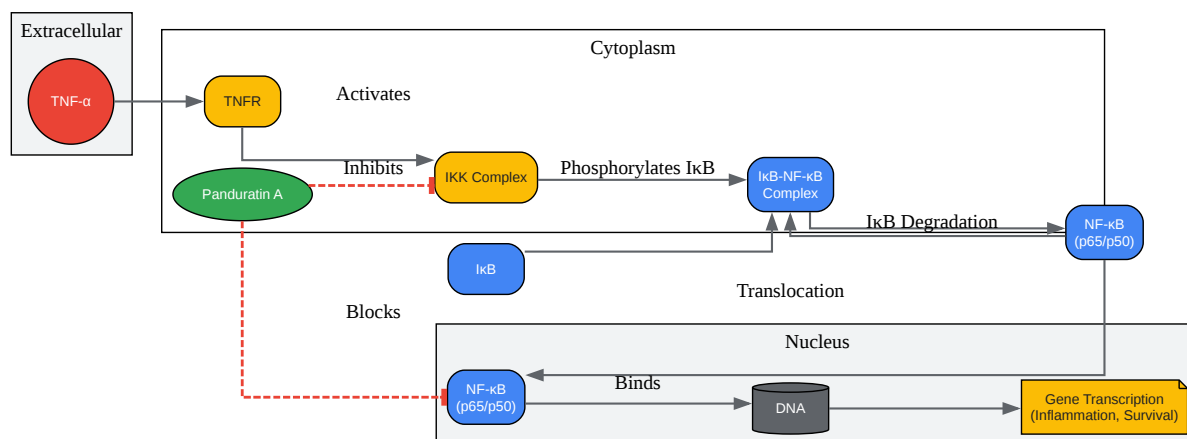 Extracellular
Cytoplasm
TNF-α
TNFR
Activates
Inhibits
IKK Complex
Phosphorylates IκB
IκB-NF-κB
Complex
Panduratin A
IκB Degradation
NF-κB
(p65/p50)
IκB
Translocation
Blocks
Nucleus
NF-κB
(p65/p50)
Binds
DNA
Gene Transcription
(Inflammation, Survival)